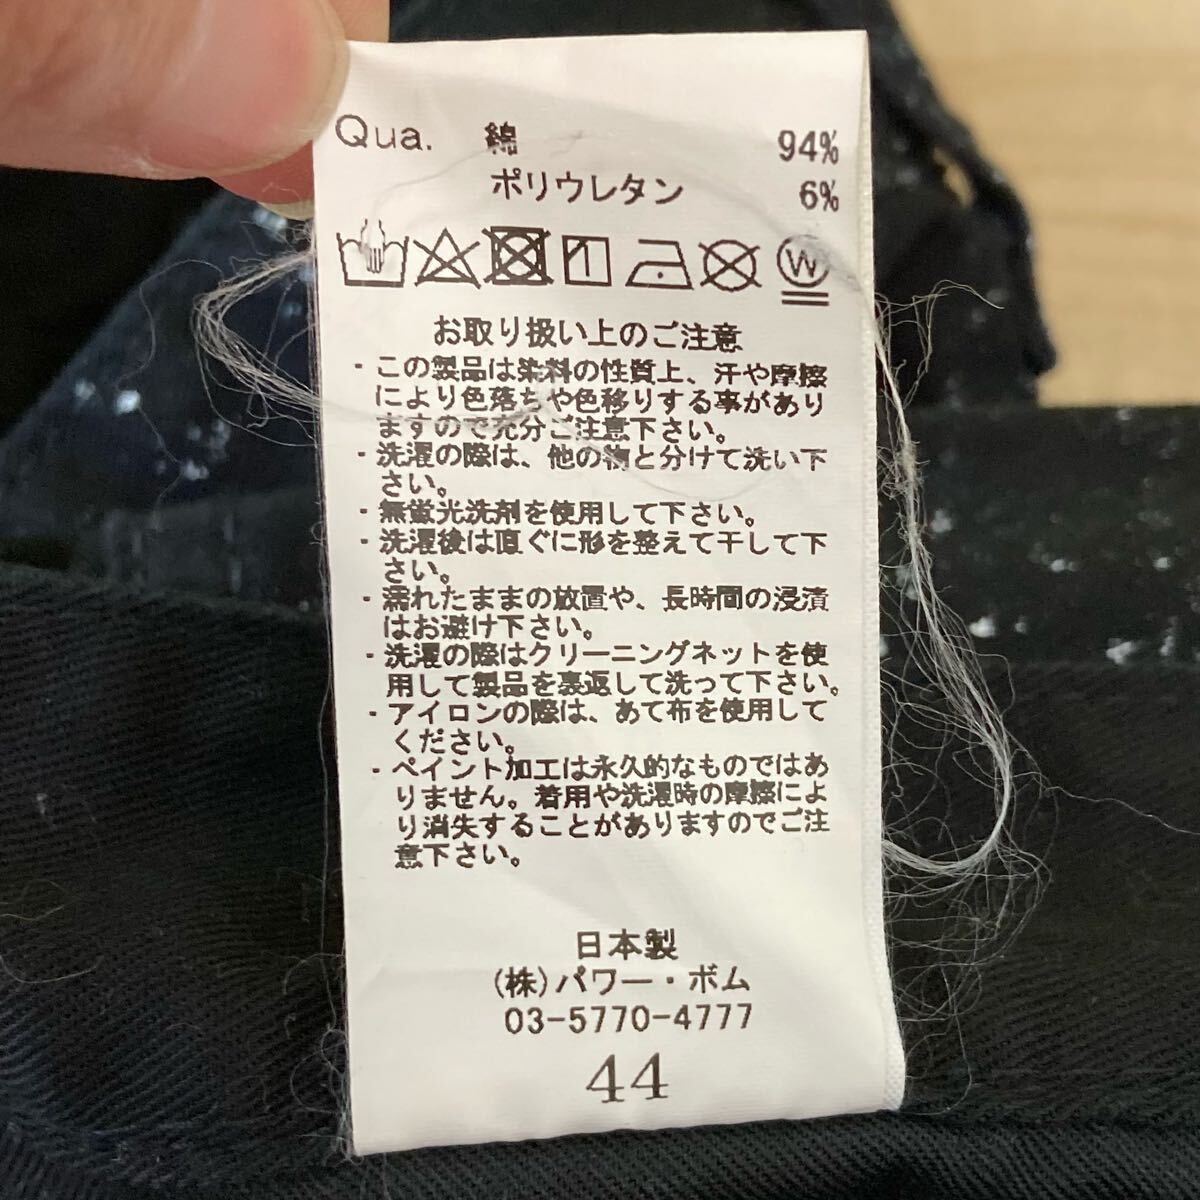 Qua. 綿 94%
ポリウレタン 6%
W
お取り扱い上のご注意
・この製品は染料の性質上、汗や摩擦
により色落ちや色移りする事があり
ますので充分ご注意下さい。
・洗濯の際は、他の物と分けて洗い下
さい。
・無蛍光洗剤を使用して下さい。
・洗濯後は直ぐに形を整えて干して下
さい。
・濡れたままの放置や、長時間の浸漬
はお避け下さい。
・洗濯の際はクリーニングネットを使
用して製品を裏返して洗って下さい。
・アイロンの際は、あて布を使用して
ください。
・ペイント加工は永久的なものではあ
りません。着用や洗濯時の摩擦によ
り消失することがありますのでご注
意下さい。
日本製
(株)パワー・ボム
03-5770-4777
44